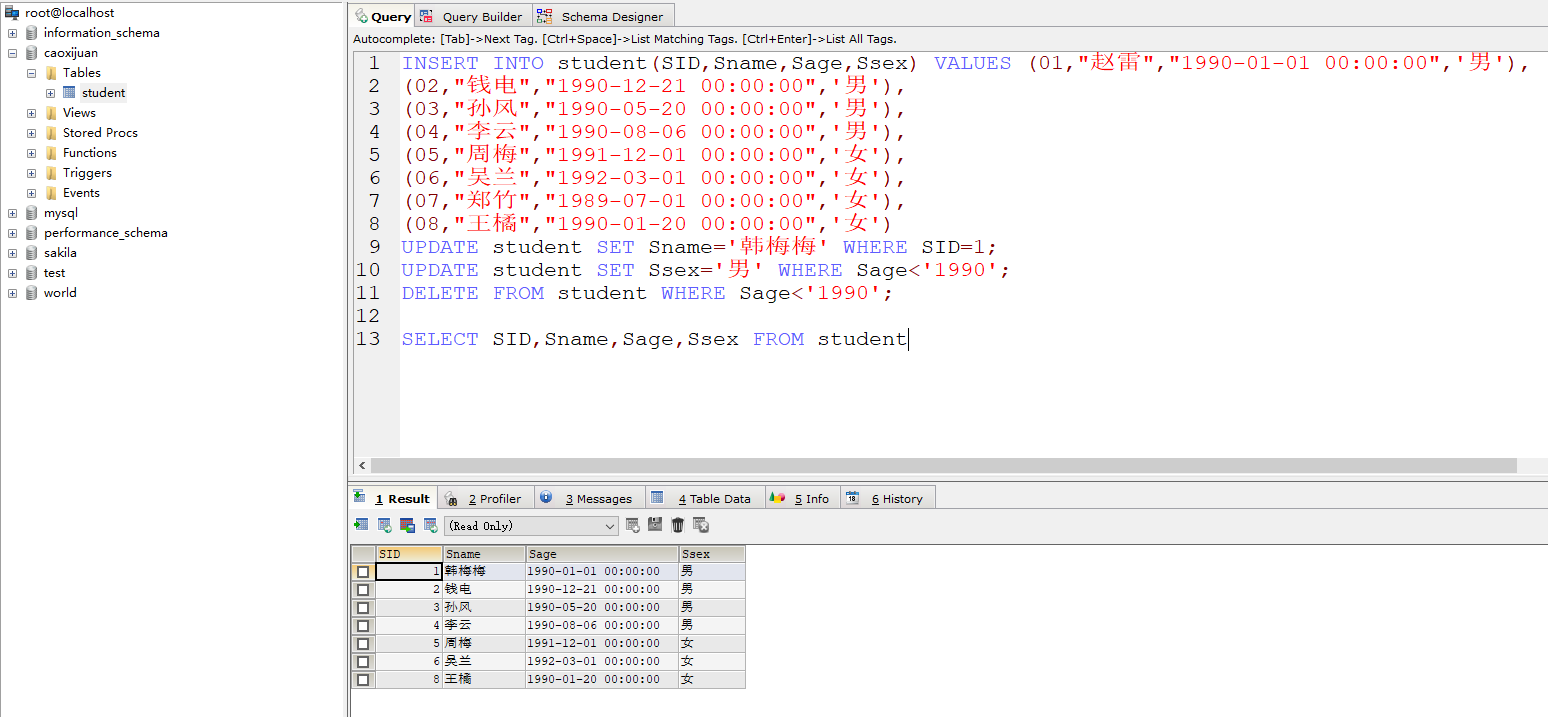 root@localhost
information_schema
caoxijuan
Tables
student
Views
Stored Procs
Functions
Triggers
Events
mysql
performance_schema
sakila
test
world
Query Query Builder Schema Designer
Autocomplete: [Tab]->Next Tag. [Ctrl+Space]->List Matching Tags. [Ctrl+Enter]->List All Tags.
1 INSERT INTO student(SID,Sname,Sage,Ssex) VALUES (01,"赵雷","1990-01-01 00:00:00",'男'),
2 (02,"钱电","1990-12-21 00:00:00",'男'),
3 (03,"孙风","1990-05-20 00:00:00",'男'),
4 (04,"李云","1990-08-06 00:00:00",'男'),
5 (05,"周梅","1991-12-01 00:00:00",'女'),
6 (06,"吴兰","1992-03-01 00:00:00",'女'),
7 (07,"郑竹","1989-07-01 00:00:00",'女'),
8 (08,"王橘","1990-01-20 00:00:00",'女')
9 UPDATE student SET Sname='韩梅梅' WHERE SID=1;
10 UPDATE student SET Ssex='男' WHERE Sage<'1990';
11 DELETE FROM student WHERE Sage<'1990';
12
13 SELECT SID,Sname,Sage,Ssex FROM student
1 Result 2 Profiler 3 Messages 4 Table Data 5 Info 18 6 History
(Read Only)
SID Sname Sage Ssex
1 韩梅梅 1990-01-01 00:00:00 男
2 钱电 1990-12-21 00:00:00 男
3 孙风 1990-05-20 00:00:00 男
4 李云 1990-08-06 00:00:00 男
5 周梅 1991-12-01 00:00:00 女
6 吴兰 1992-03-01 00:00:00 女
8 王橘 1990-01-20 00:00:00 女